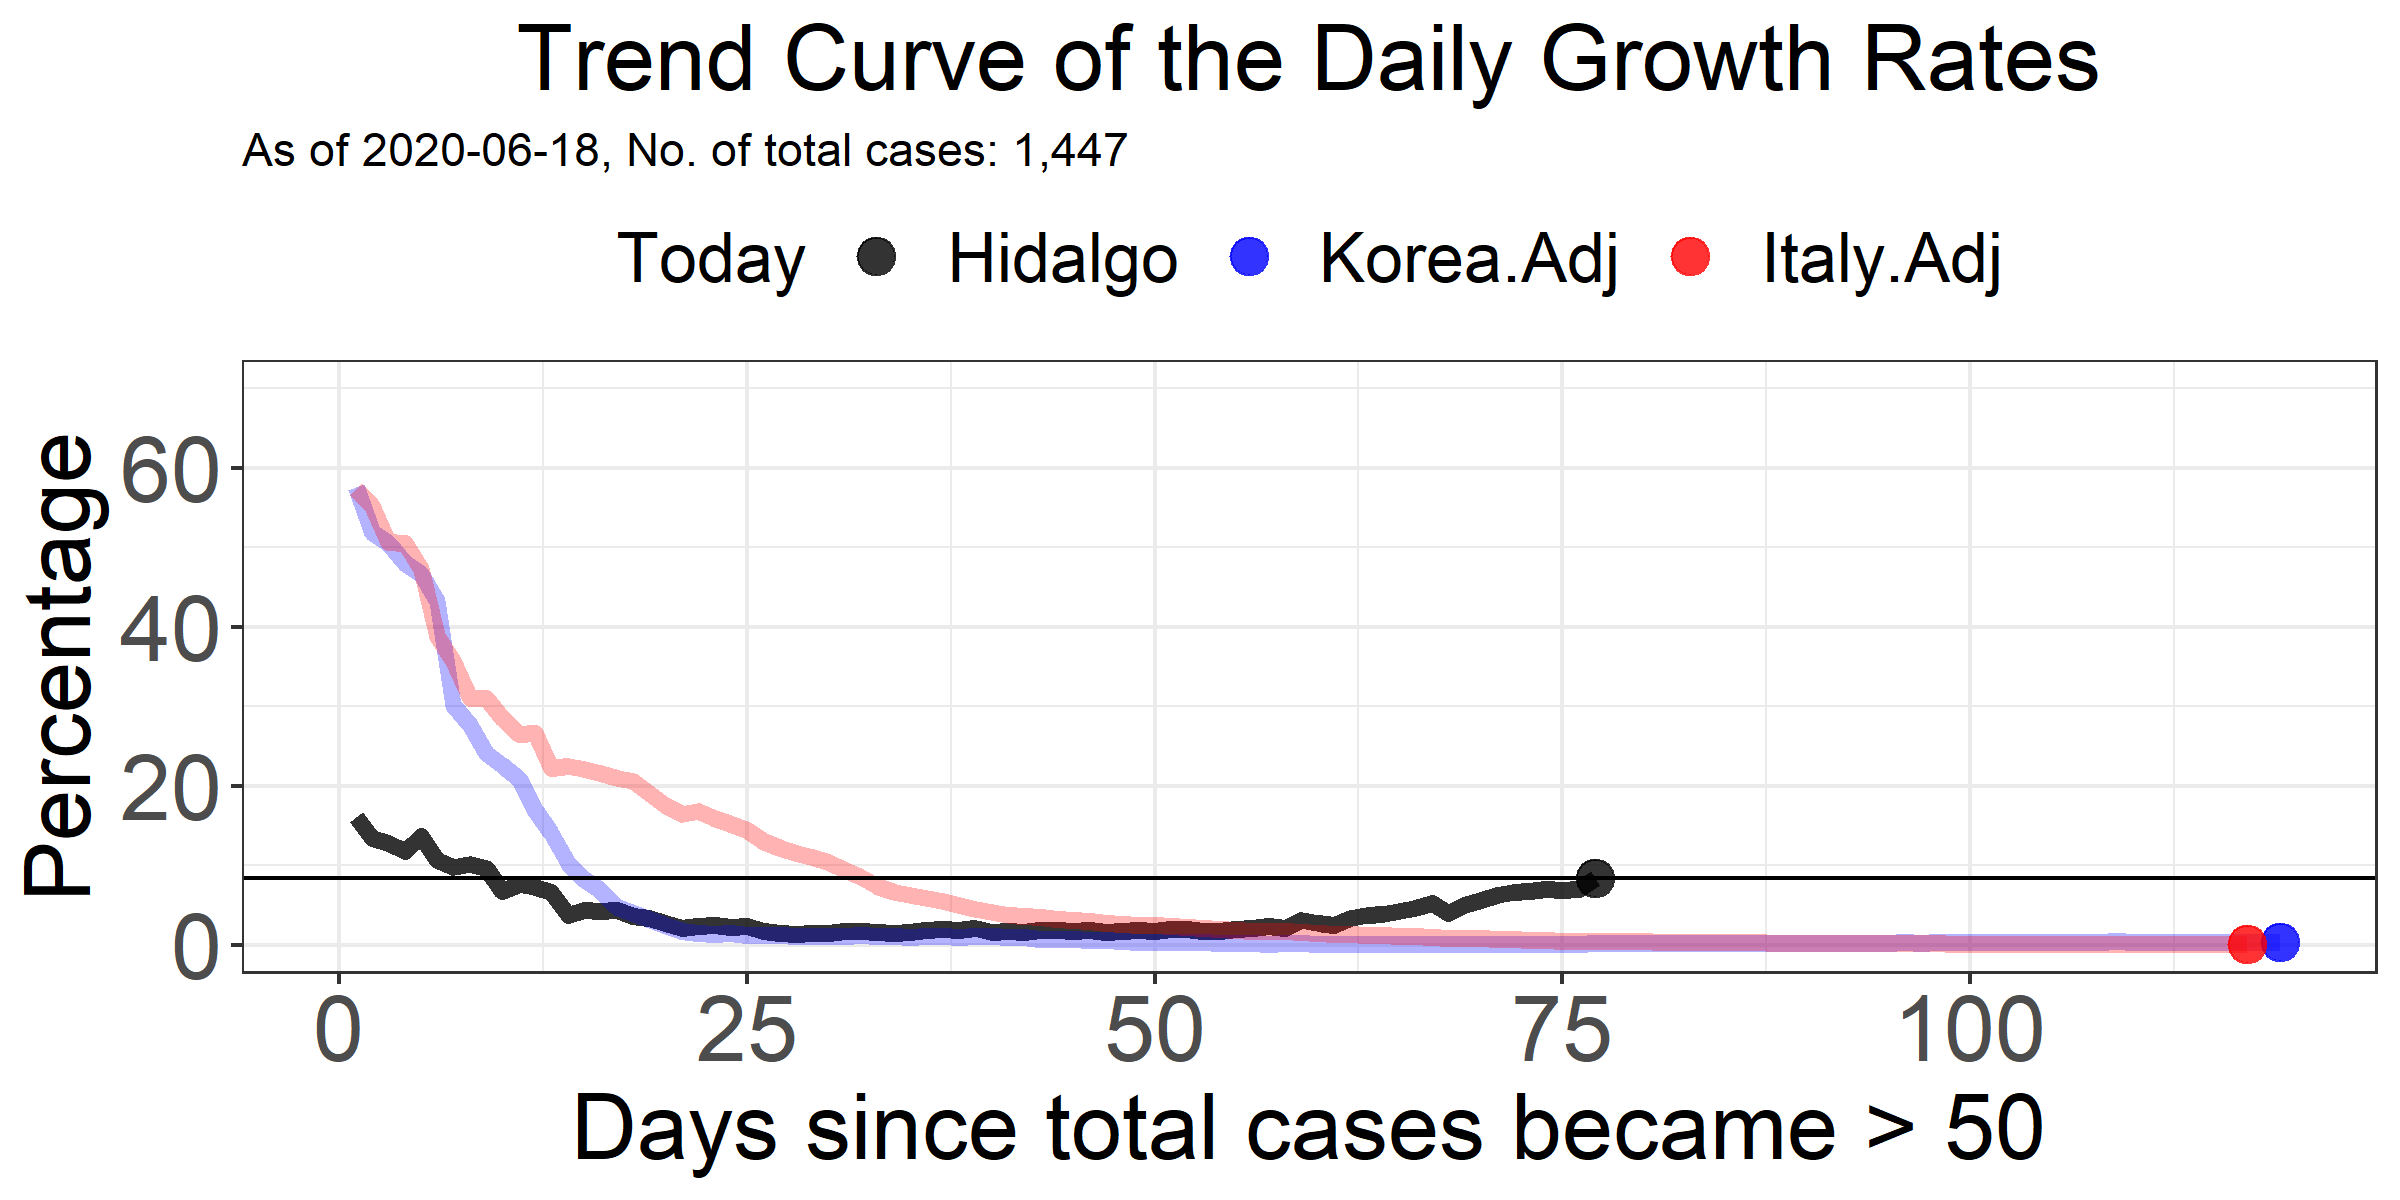 Trend Curve of the Daily Growth Rates
As of 2020-06-18, No. of total cases: 1,447
Today Hidalgo Korea.Adj Italy.Adj
Percentage
60
40
20
0
0 25 50 75 100
Days since total cases became > 50